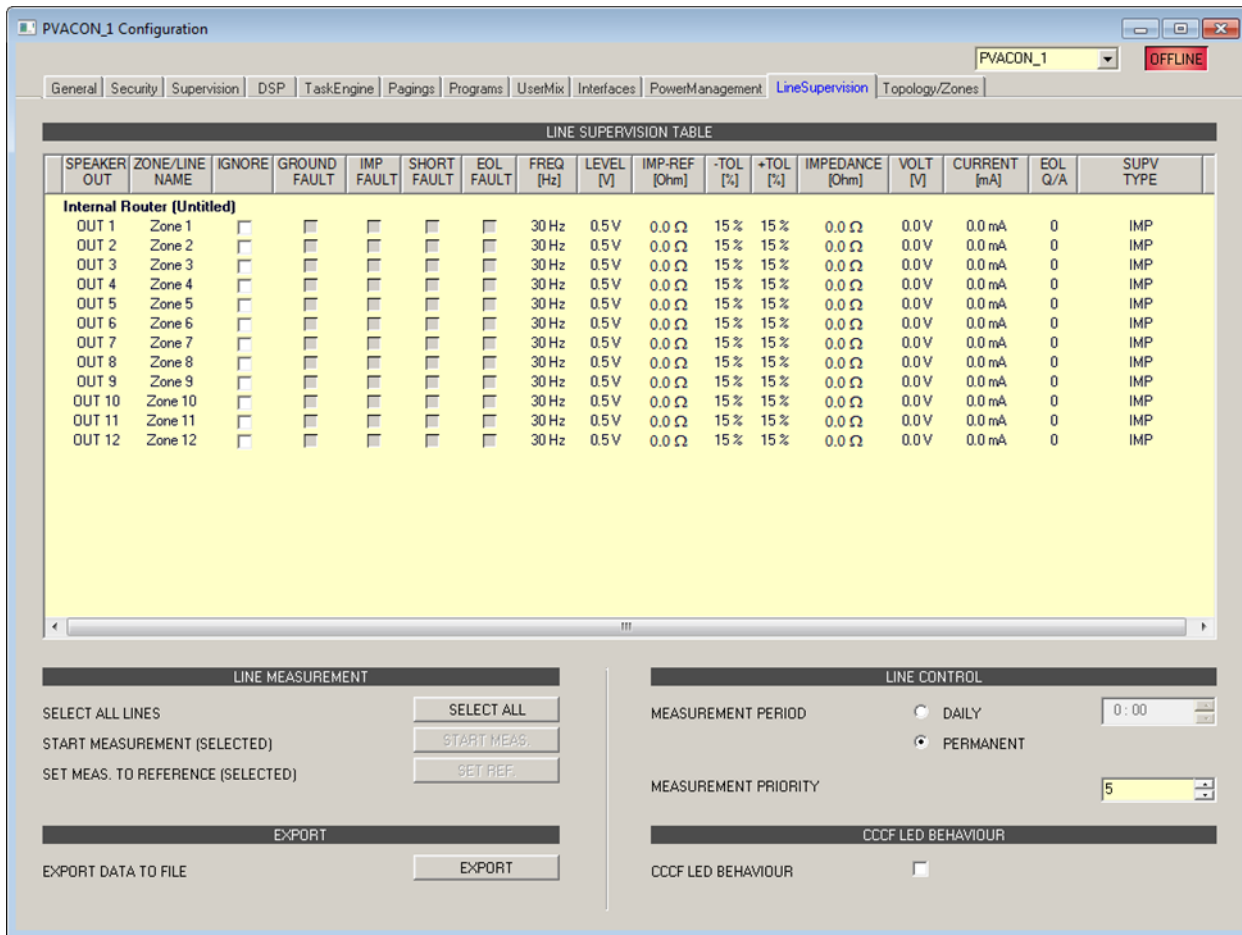 PVACON_1 Configuration
PVACON_1 OFFLINE
General Security Supervision DSP TaskEngine Pagings Programs UserMix Interfaces PowerManagement LineSupervision Topology/Zones
LINE SUPERVISION TABLE
SPEAKER OUT ZONE/LINE NAME IGNORE GROUND FAULT IMP FAULT SHORT FAULT EOL FAULT FREQ [Hz] LEVEL [V] IMP-REF [Ohm] -TOL [%] +TOL [%] IMPEDANCE [Ohm] VOLT [V] CURRENT [mA] EOL Q/A SUPV TYPE
Internal Router (Untitled)
OUT 1 Zone 1 30 Hz 0.5 V 0.0 Ω 15 % 15 % 0.0 Ω 0.0 V 0.0 mA 0 IMP
OUT 2 Zone 2 30 Hz 0.5 V 0.0 Ω 15 % 15 % 0.0 Ω 0.0 V 0.0 mA 0 IMP
OUT 3 Zone 3 30 Hz 0.5 V 0.0 Ω 15 % 15 % 0.0 Ω 0.0 V 0.0 mA 0 IMP
OUT 4 Zone 4 30 Hz 0.5 V 0.0 Ω 15 % 15 % 0.0 Ω 0.0 V 0.0 mA 0 IMP
OUT 5 Zone 5 30 Hz 0.5 V 0.0 Ω 15 % 15 % 0.0 Ω 0.0 V 0.0 mA 0 IMP
OUT 6 Zone 6 30 Hz 0.5 V 0.0 Ω 15 % 15 % 0.0 Ω 0.0 V 0.0 mA 0 IMP
OUT 7 Zone 7 30 Hz 0.5 V 0.0 Ω 15 % 15 % 0.0 Ω 0.0 V 0.0 mA 0 IMP
OUT 8 Zone 8 30 Hz 0.5 V 0.0 Ω 15 % 15 % 0.0 Ω 0.0 V 0.0 mA 0 IMP
OUT 9 Zone 9 30 Hz 0.5 V 0.0 Ω 15 % 15 % 0.0 Ω 0.0 V 0.0 mA 0 IMP
OUT 10 Zone 10 30 Hz 0.5 V 0.0 Ω 15 % 15 % 0.0 Ω 0.0 V 0.0 mA 0 IMP
OUT 11 Zone 11 30 Hz 0.5 V 0.0 Ω 15 % 15 % 0.0 Ω 0.0 V 0.0 mA 0 IMP
OUT 12 Zone 12 30 Hz 0.5 V 0.0 Ω 15 % 15 % 0.0 Ω 0.0 V 0.0 mA 0 IMP
LINE MEASUREMENT
SELECT ALL LINES SELECT ALL
START MEASUREMENT (SELECTED) START MEAS.
SET MEAS. TO REFERENCE (SELECTED) SET REF.
EXPORT
EXPORT DATA TO FILE EXPORT
LINE CONTROL
MEASUREMENT PERIOD DAILY 0:00
PERMANENT
MEASUREMENT PRIORITY 5
CCCF LED BEHAVIOUR
CCCF LED BEHAVIOUR